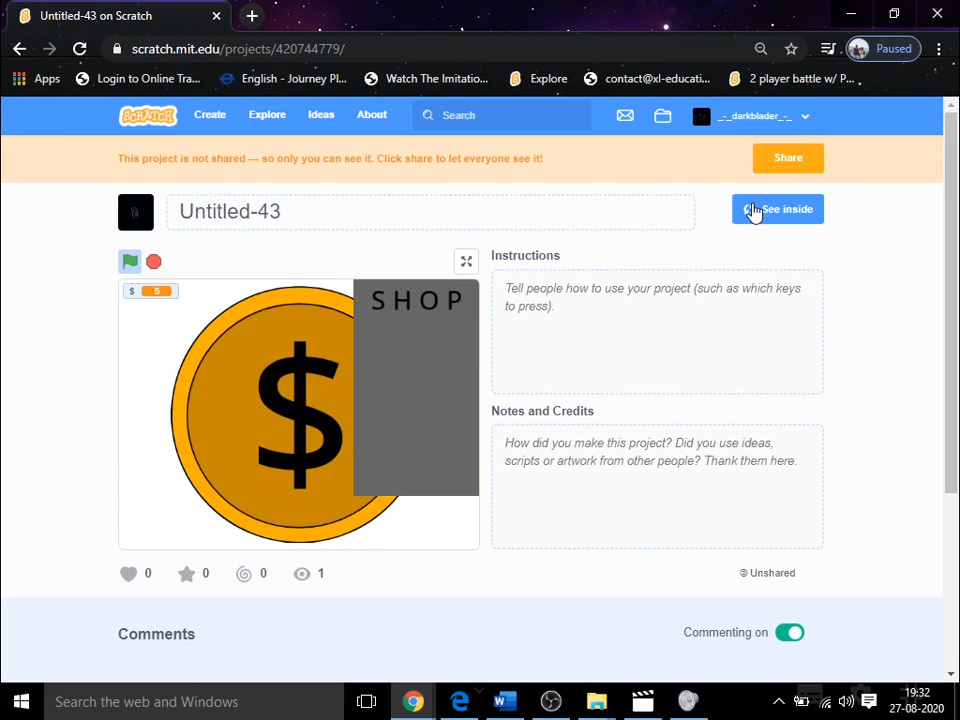 Untitled-43 on Scratch
scratch.mit.edu/projects/420744779/
Paused
Apps
Login to Online Tra...
English - Journey Pl...
Watch The Imitatio...
Explore
contact@xl-educati...
2 player battle w/ P...
SCRATCH
Create
Explore
Ideas
About
Search
_-_darkblader_-_
This project is not shared — so only you can see it. Click share to let everyone see it!
Share
Untitled-43
See inside
$ 5
S H O P
$
Instructions
Tell people how to use your project (such as which keys
to press).
Notes and Credits
How did you make this project? Did you use ideas,
scripts or artwork from other people? Thank them here.
0
0
0
1
© Unshared
Comments
Commenting on
Search the web and Windows
19:32
27-08-2020